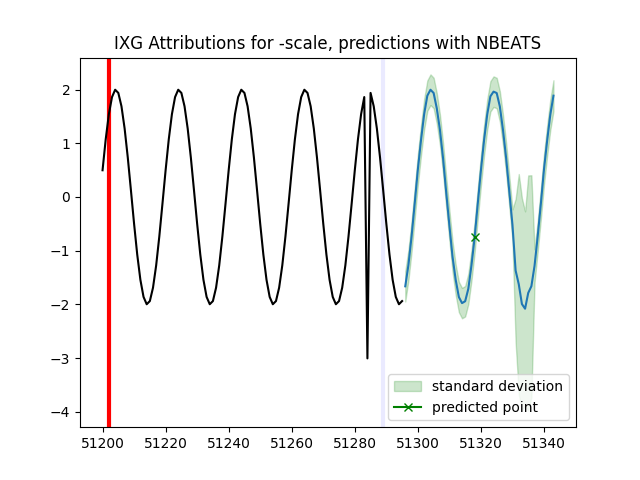 IXG Attributions for -scale, predictions with NBEATS
2
1
0
−1
−2
−3
−4
standard deviation
predicted point
51200 51220 51240 51260 51280 51300 51320 51340